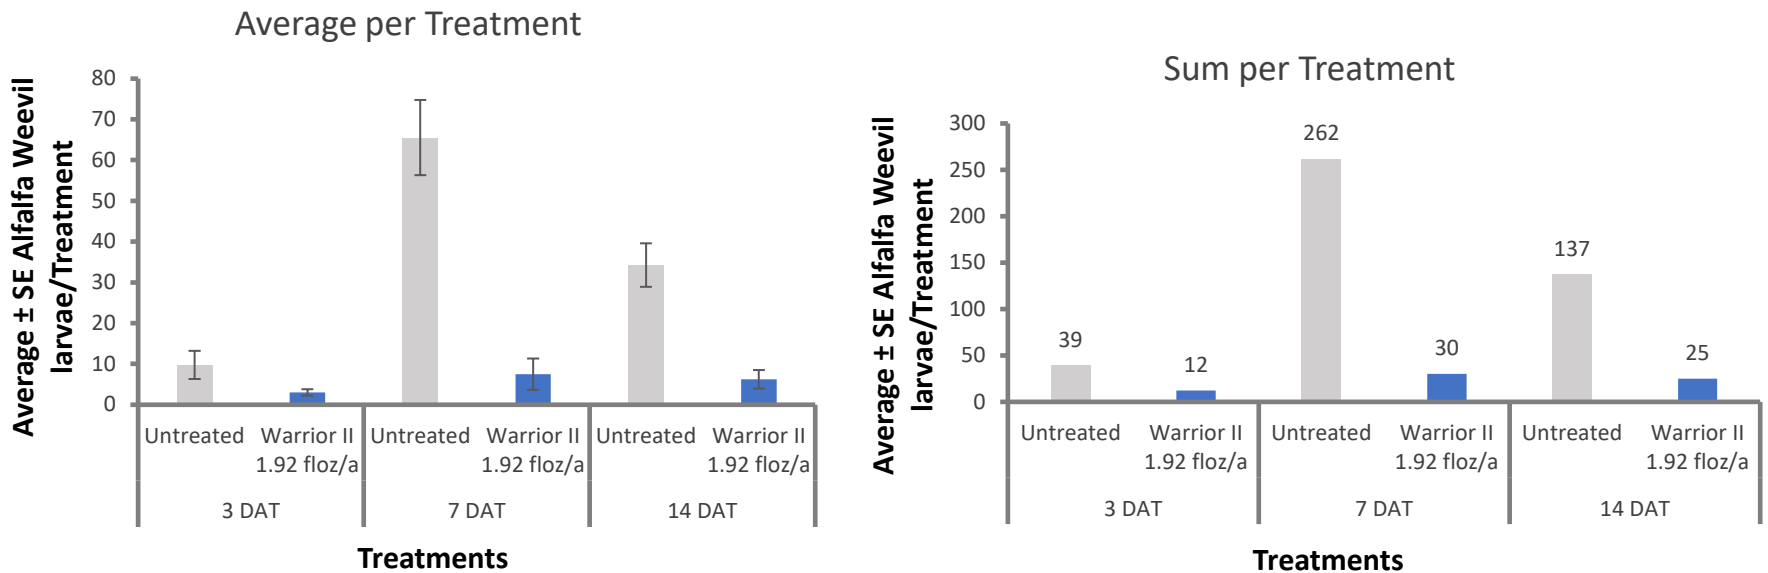 Average per Treatment
Average ± SE Alfalfa Weevil
larvae/Treatment
80
70
60
50
40
30
20
10
0
Untreated
Warrior II
1.92 floz/a
Untreated
Warrior II
1.92 floz/a
Untreated
Warrior II
1.92 floz/a
3 DAT
7 DAT
14 DAT
Treatments
Sum per Treatment
Average ± SE Alfalfa Weevil
larvae/Treatment
300
250
200
150
100
50
0
39
12
262
30
137
25
Untreated
Warrior II
1.92 floz/a
Untreated
Warrior II
1.92 floz/a
Untreated
Warrior II
1.92 floz/a
3 DAT
7 DAT
14 DAT
Treatments